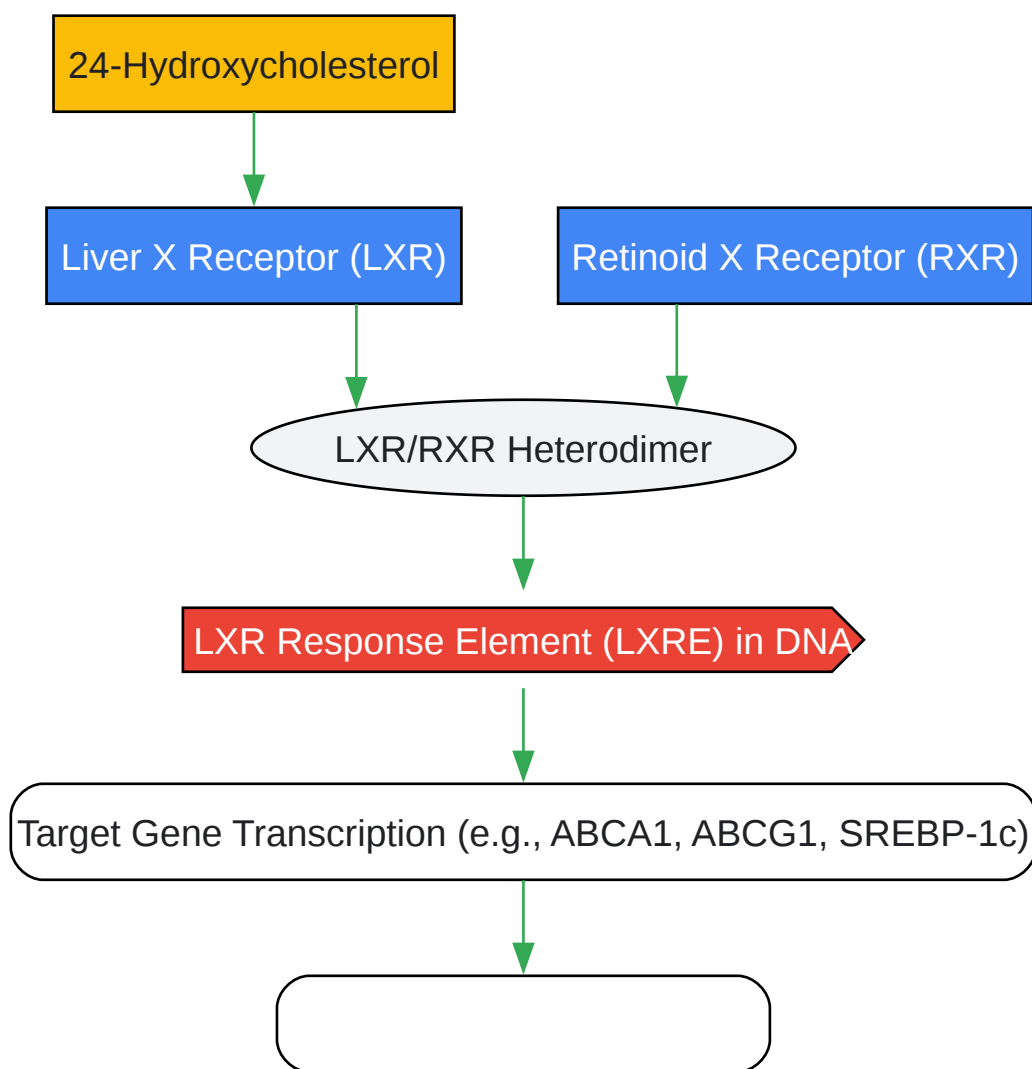 24-Hydroxycholesterol
Liver X Receptor (LXR)
Retinoid X Receptor (RXR)
LXR/RXR Heterodimer
LXR Response Element (LXRE) in DNA
Target Gene Transcription (e.g., ABCA1, ABCG1, SREBP-1c)